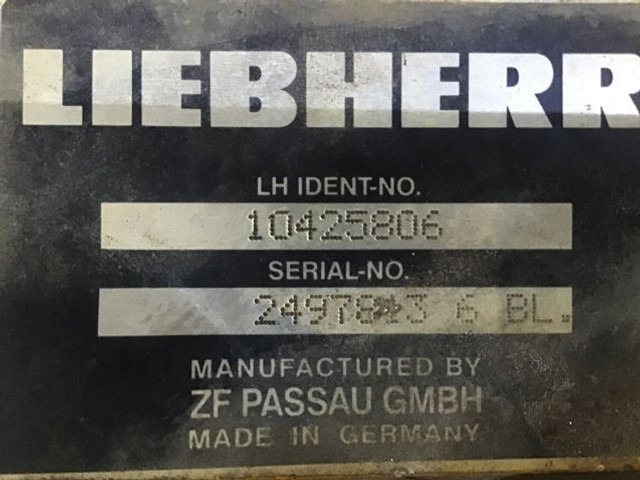 LIEBHERR
LH IDENT-NO.
10425806
SERIAL-NO.
6 BL.
MANUFACTURED BY
ZF PASSAU GMBH
MADE IN GERMANY